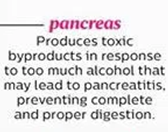 pancreas
Produces toxic
byproducts in response
to too much alcohol that
may lead to pancreatitis,
preventing complete
and proper digestion.